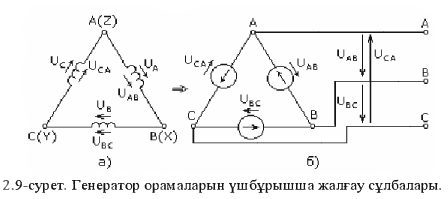 A(Z)
A
A
U_C
U_CA
U_A
U_AB
U_CA
U_AB
U_AB
U_CA
B
U_B
U_BC
U_BC
U_BC
C(Y)
B(X)
C
B
C
а)
б)
2.9-сурет. Генератор орамаларын үшбұрышша жалғау сұлбалары.